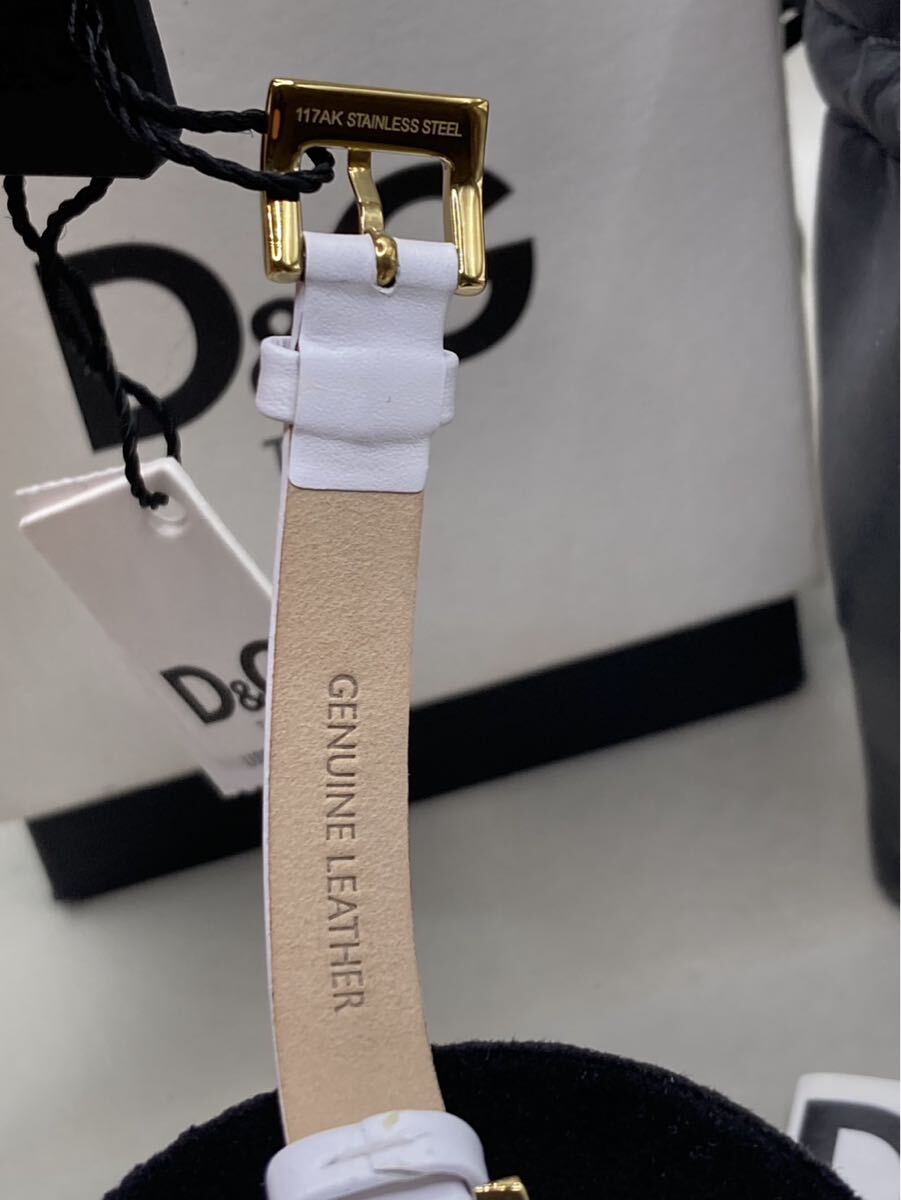 117AK STAINLESS STEEL
D&G
D&G
GENUINE LEATHER
D